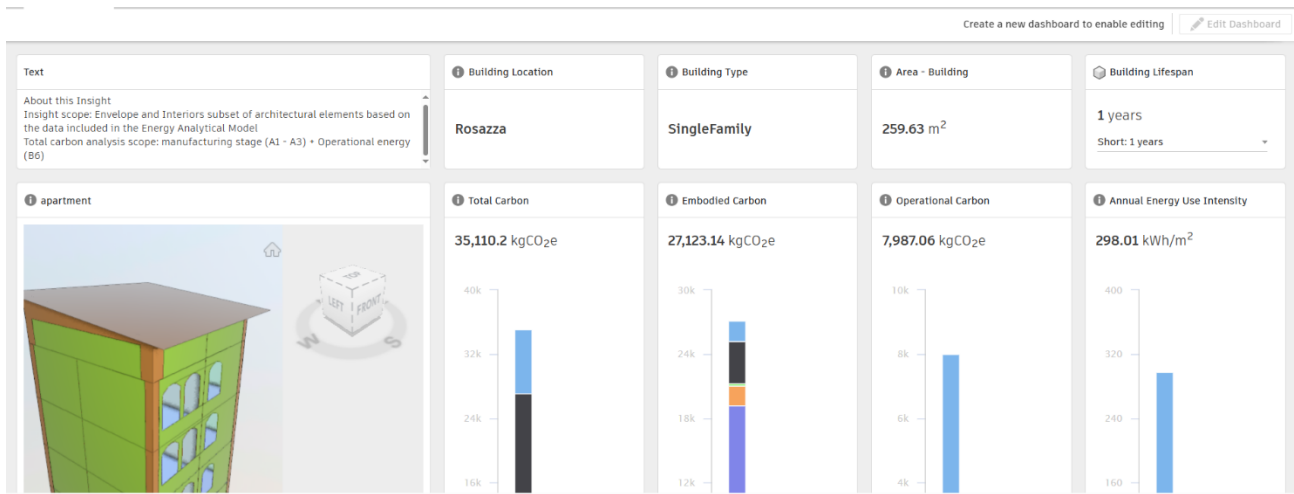 Create a new dashboard to enable editing
Edit Dashboard
Text
About this Insight
Insight scope: Envelope and Interiors subset of architectural elements based on
the data included in the Energy Analytical Model
Total carbon analysis scope: manufacturing stage (A1 - A3) • Operational energy
(B6)
Building Location
Rosazza
Building Type
SingleFamily
Area - Building
259.63 m²
Building Lifespan
1 years
Short: 1 years
apartment
TOP
LEFT
FRONT
W
S
Total Carbon
35,110.2 kgCO₂e
40k
32k
24k
16k
Embodied Carbon
27,123.14 kgCO₂e
30k
24k
18k
12k
Operational Carbon
7,987.06 kgCO₂e
10k
8k
6k
4k
Annual Energy Use Intensity
298.01 kWh/m²
400
320
240
160